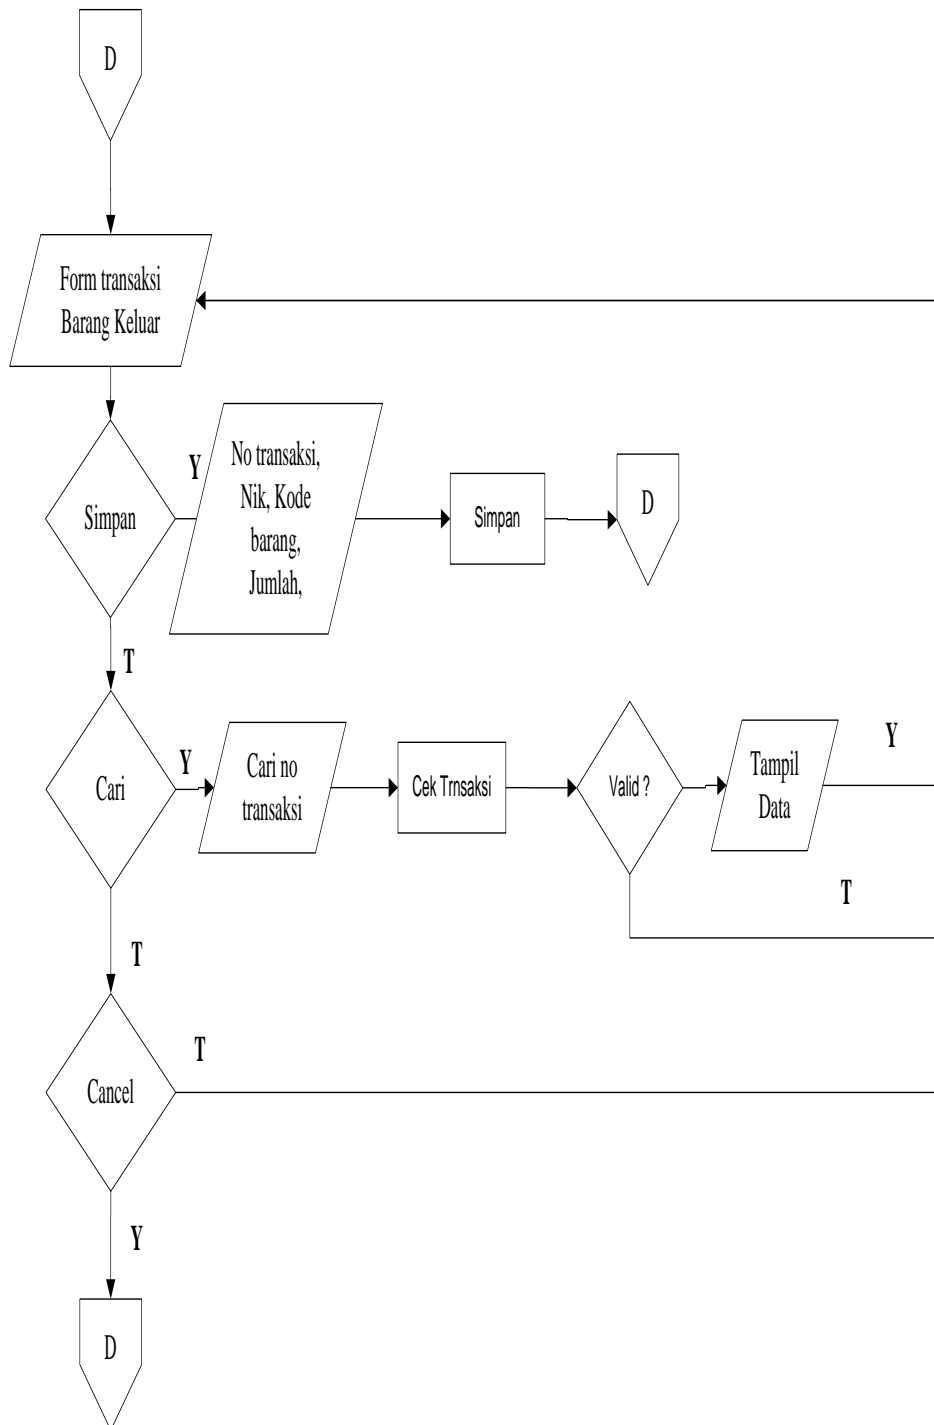 D
Form transaksi
Barang Keluar
Simpan
Y
No transaksi,
Nik, Kode
barang,
Jumlah,
Simpan
D
T
Cari
Y
Cari no
transaksi
Cek Trnsaksi
Valid ?
Tampil
Data
Y
T
T
Cancel
T
Y
D